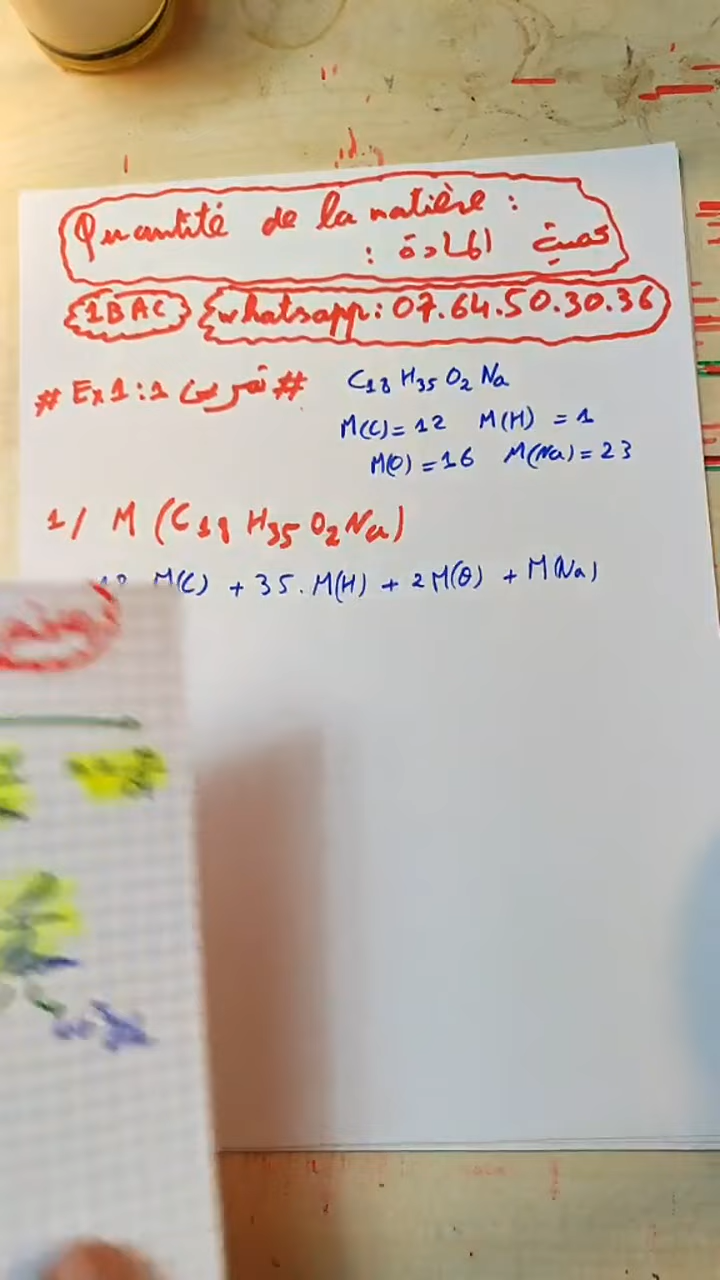 Quantité de la matière :
كمية المادة :
1BAC whatsapp: 07.64.50.30.36
# Ex1 : تمرين 1 #
C18 H35 O2 Na
M(C)= 12 M(H) = 1
M(O) = 16 M(Na) = 23
1/ M (C18 H35 O2 Na)
M(C) + 35. M(H) + 2M(O) + M(Na)